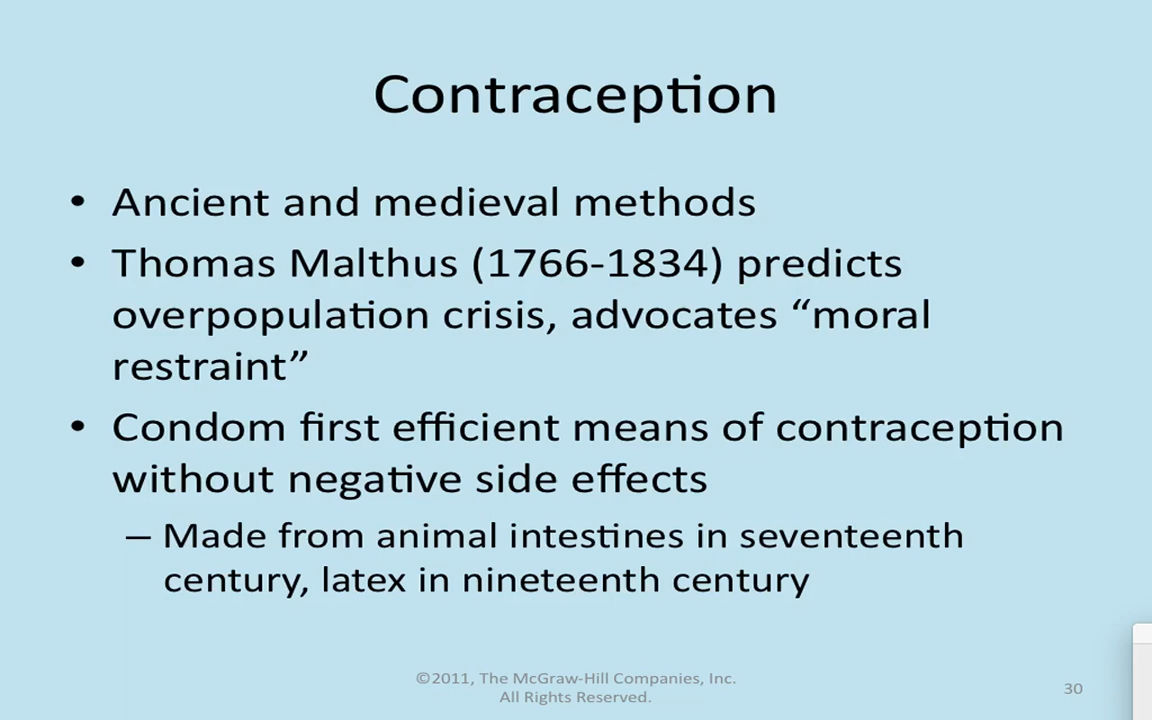 Contraception
• Ancient and medieval methods
• Thomas Malthus (1766-1834) predicts
overpopulation crisis, advocates “moral
restraint”
• Condom first efficient means of contraception
without negative side effects
– Made from animal intestines in seventeenth
century, latex in nineteenth century
©2011, The McGraw-Hill Companies, Inc.
All Rights Reserved.
30